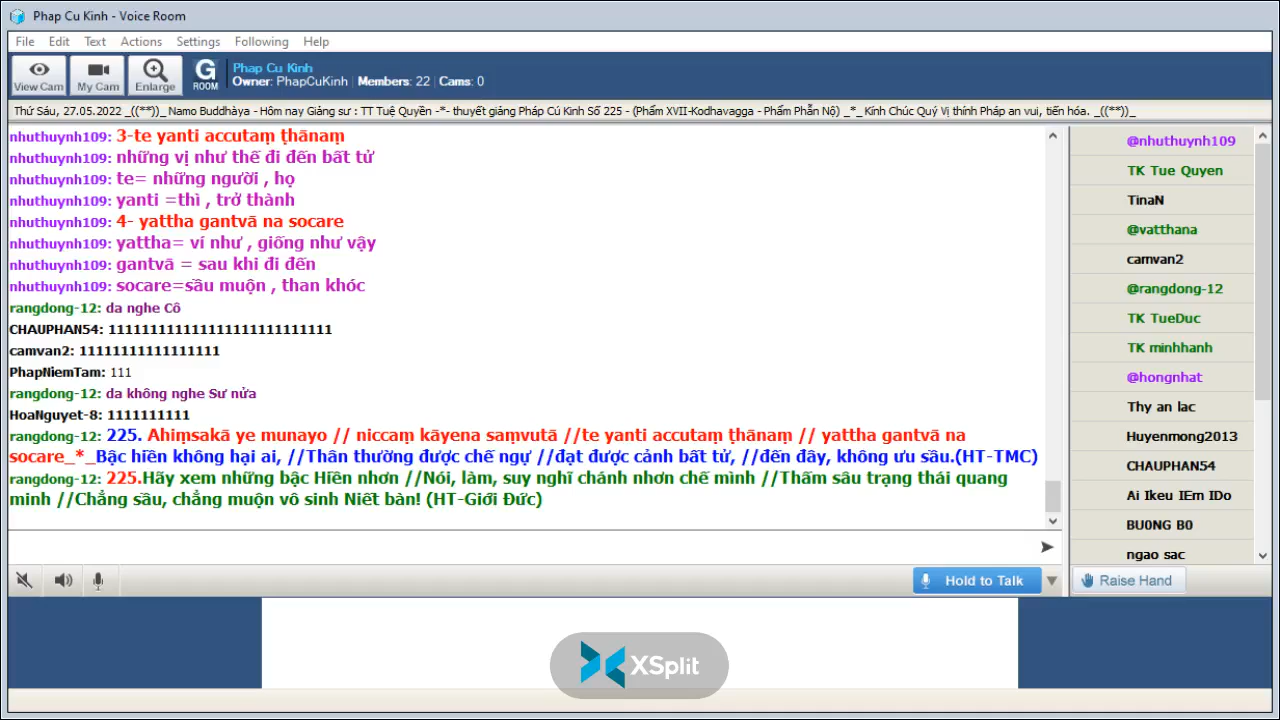 Phap Cu Kinh - Voice Room
File Edit Text Actions Settings Following Help
View Cam My Cam Enlarge G ROOM
Phap Cu Kinh
Owner: PhapCuKinh | Members: 22 | Cams: 0
Thứ Sáu, 27.05.2022 _((**))_ Namo Buddhàya - Hôm nay Giảng sư : TT Tuệ Quyền -*- thuyết giảng Pháp Cú Kinh Số 225 - (Phẩm XVII-Kodhavagga - Phẩm Phẫn Nộ) _*_ Kính Chúc Quý Vị thính Pháp an vui, tiến hóa. _((**))_
nhuthuynh109: 3-te yanti accutaṃ ṭhānaṃ
nhuthuynh109: những vị như thế đi đến bất tử
nhuthuynh109: te= những người , họ
nhuthuynh109: yanti =thì , trở thành
nhuthuynh109: 4- yattha gantvā na socare
nhuthuynh109: yattha= ví như , giống như vậy
nhuthuynh109: gantvā = sau khi đi đến
nhuthuynh109: socare=sầu muộn , than khóc
rangdong-12: da nghe Cô
CHAUPHAN54: 11111111111111111111111111
camvan2: 11111111111111111
PhapNiemTam: 111
rangdong-12: da không nghe Sư nửa
HoaNguyet-8: 1111111111
rangdong-12: 225. Ahiṃsakā ye munayo // niccaṃ kāyena saṃvutā //te yanti accutaṃ ṭhānaṃ // yattha gantvā na
socare_*_Bậc hiền không hại ai, //Thân thường được chế ngự //đạt được cảnh bất tử, //đến đây, không ưu sầu.(HT-TMC)
rangdong-12: 225.Hãy xem những bậc Hiền nhơn //Nói, làm, suy nghĩ chánh nhơn chế mình //Thấm sâu trạng thái quang
minh //Chẳng sầu, chẳng muộn vô sinh Niết bàn! (HT-Giới Đức)
@nhuthuynh109
TK Tue Quyen
TinaN
@vatthana
camvan2
@rangdong-12
TK TueDuc
TK minhhanh
@hongnhat
Thy an lac
Huyenmong2013
CHAUPHAN54
Ai Ikeu IEm IDo
BU0NG B0
ngao sac
Hold to Talk
Raise Hand
XSplit